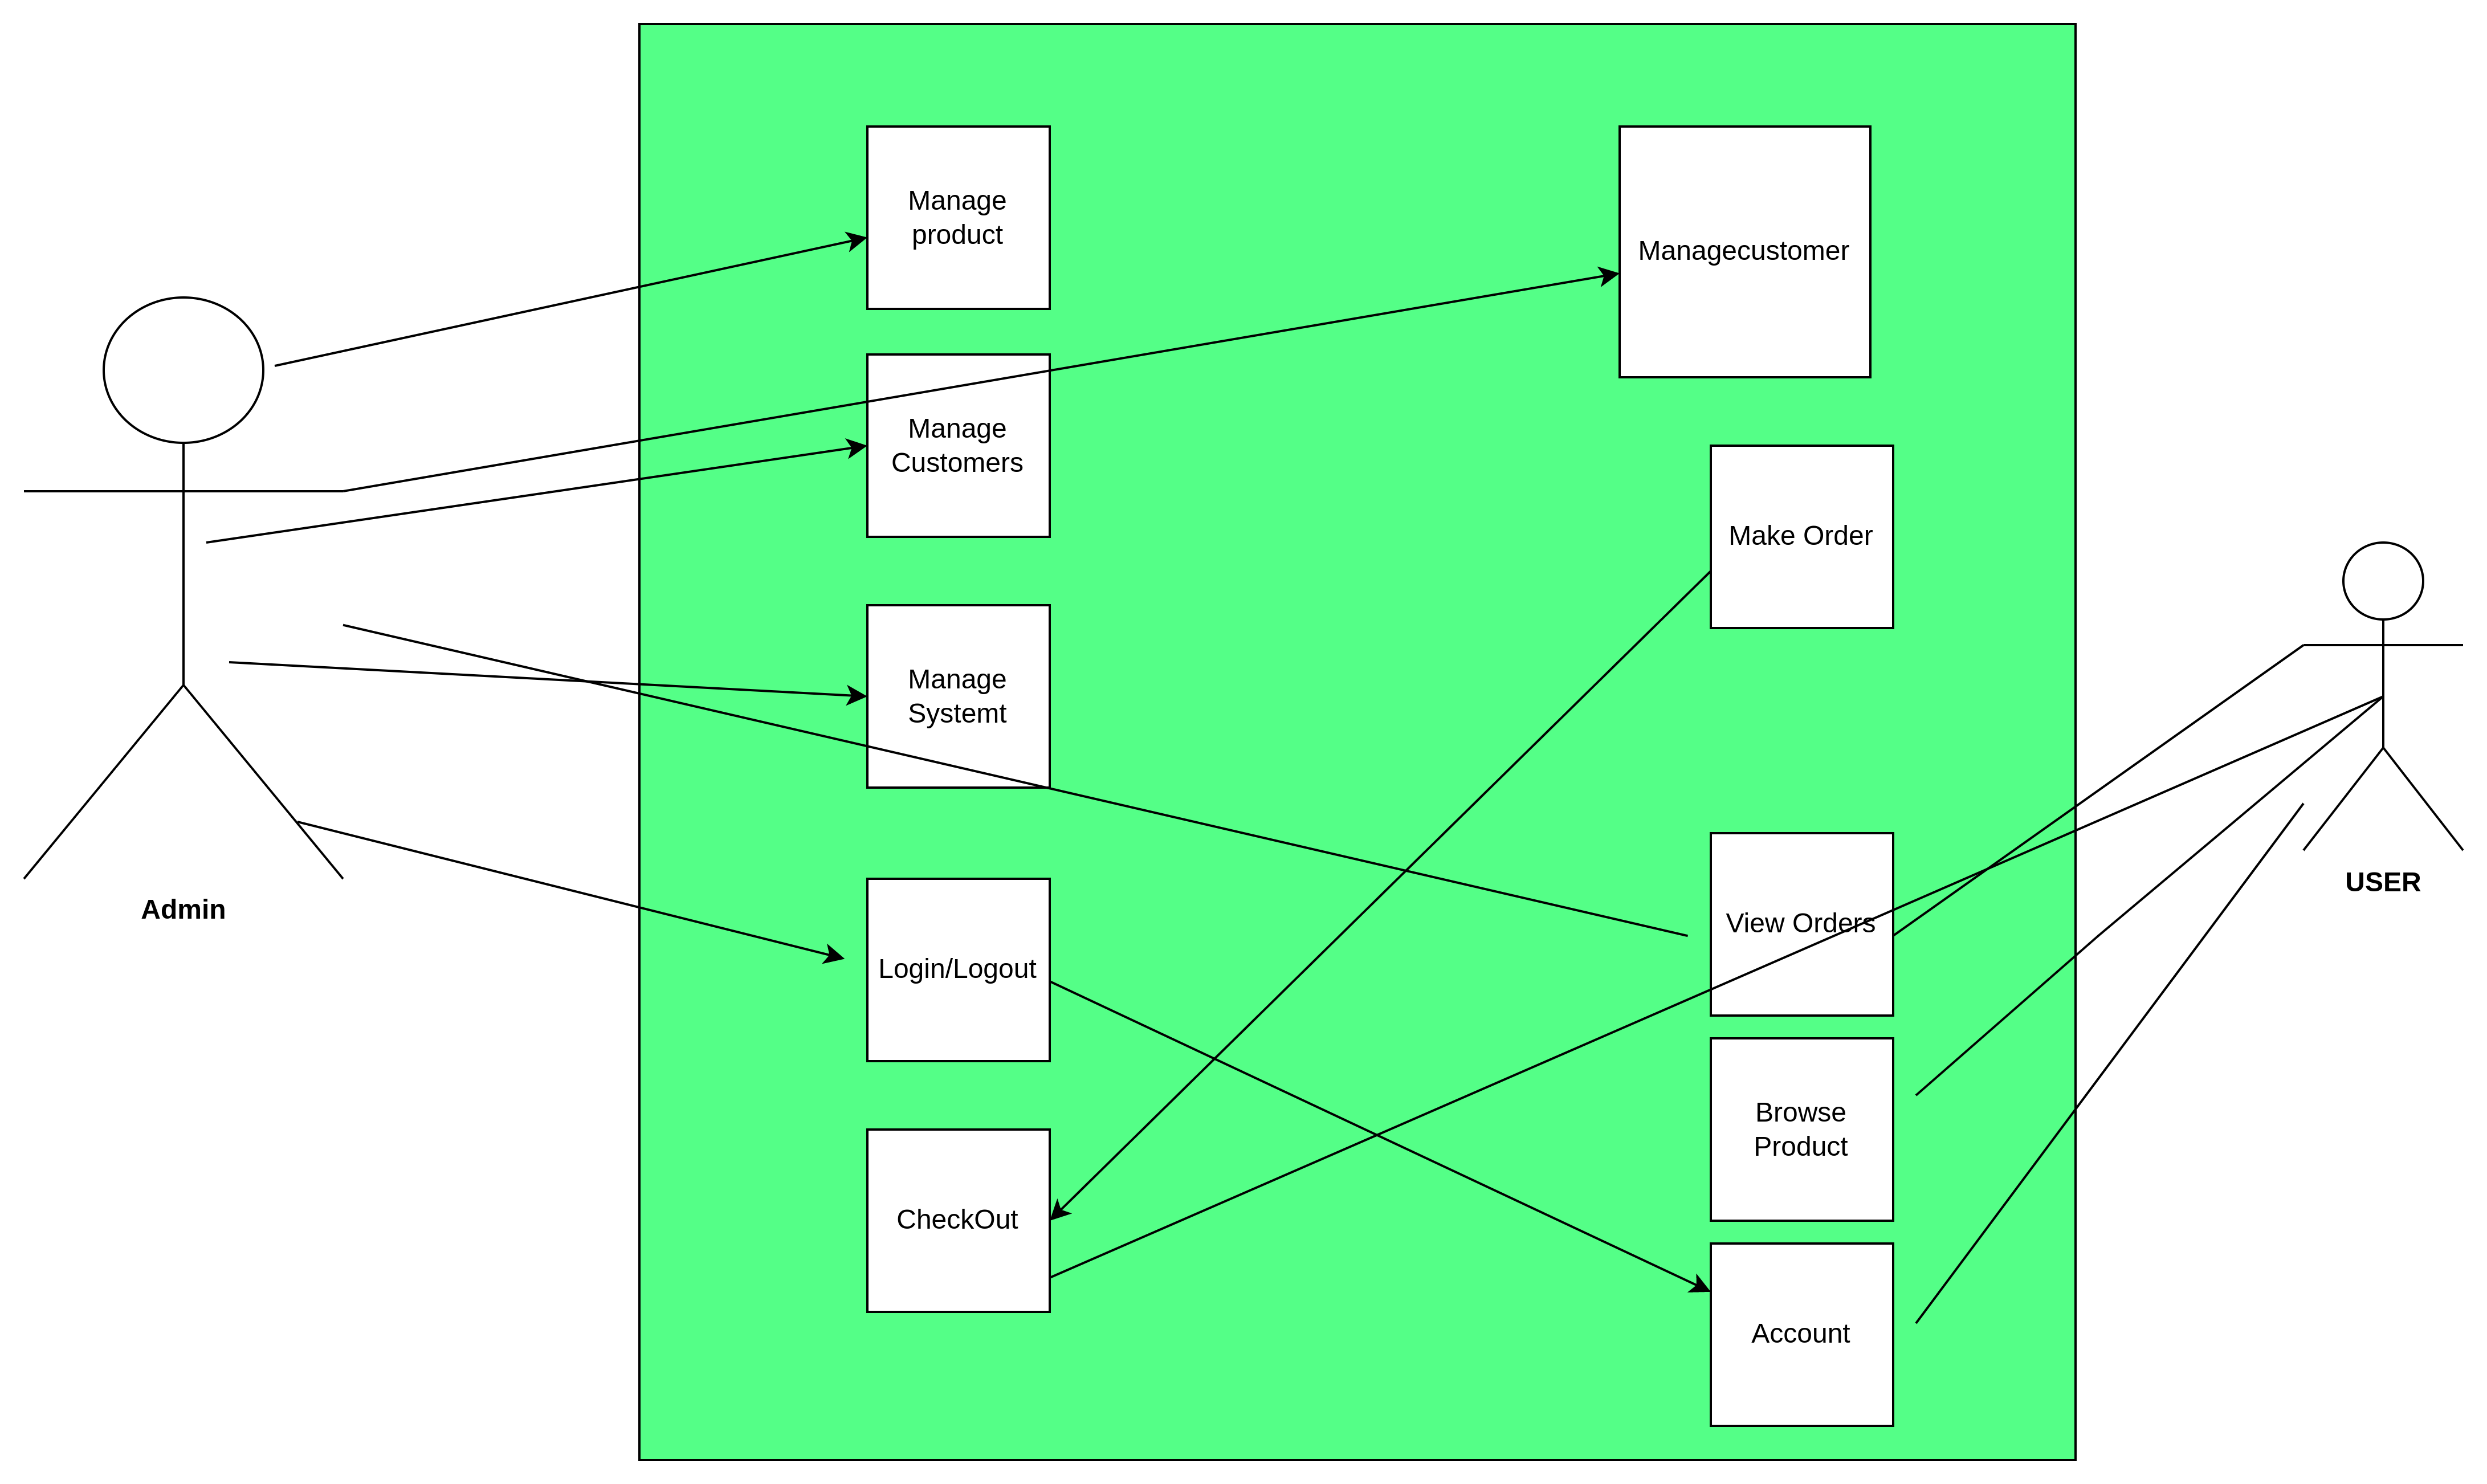 Manage
product
Managecustomer
Manage
Customers
Make Order
Manage
Systemt
Admin
USER
View Orders
Login/Logout
Browse
Product
CheckOut
Account